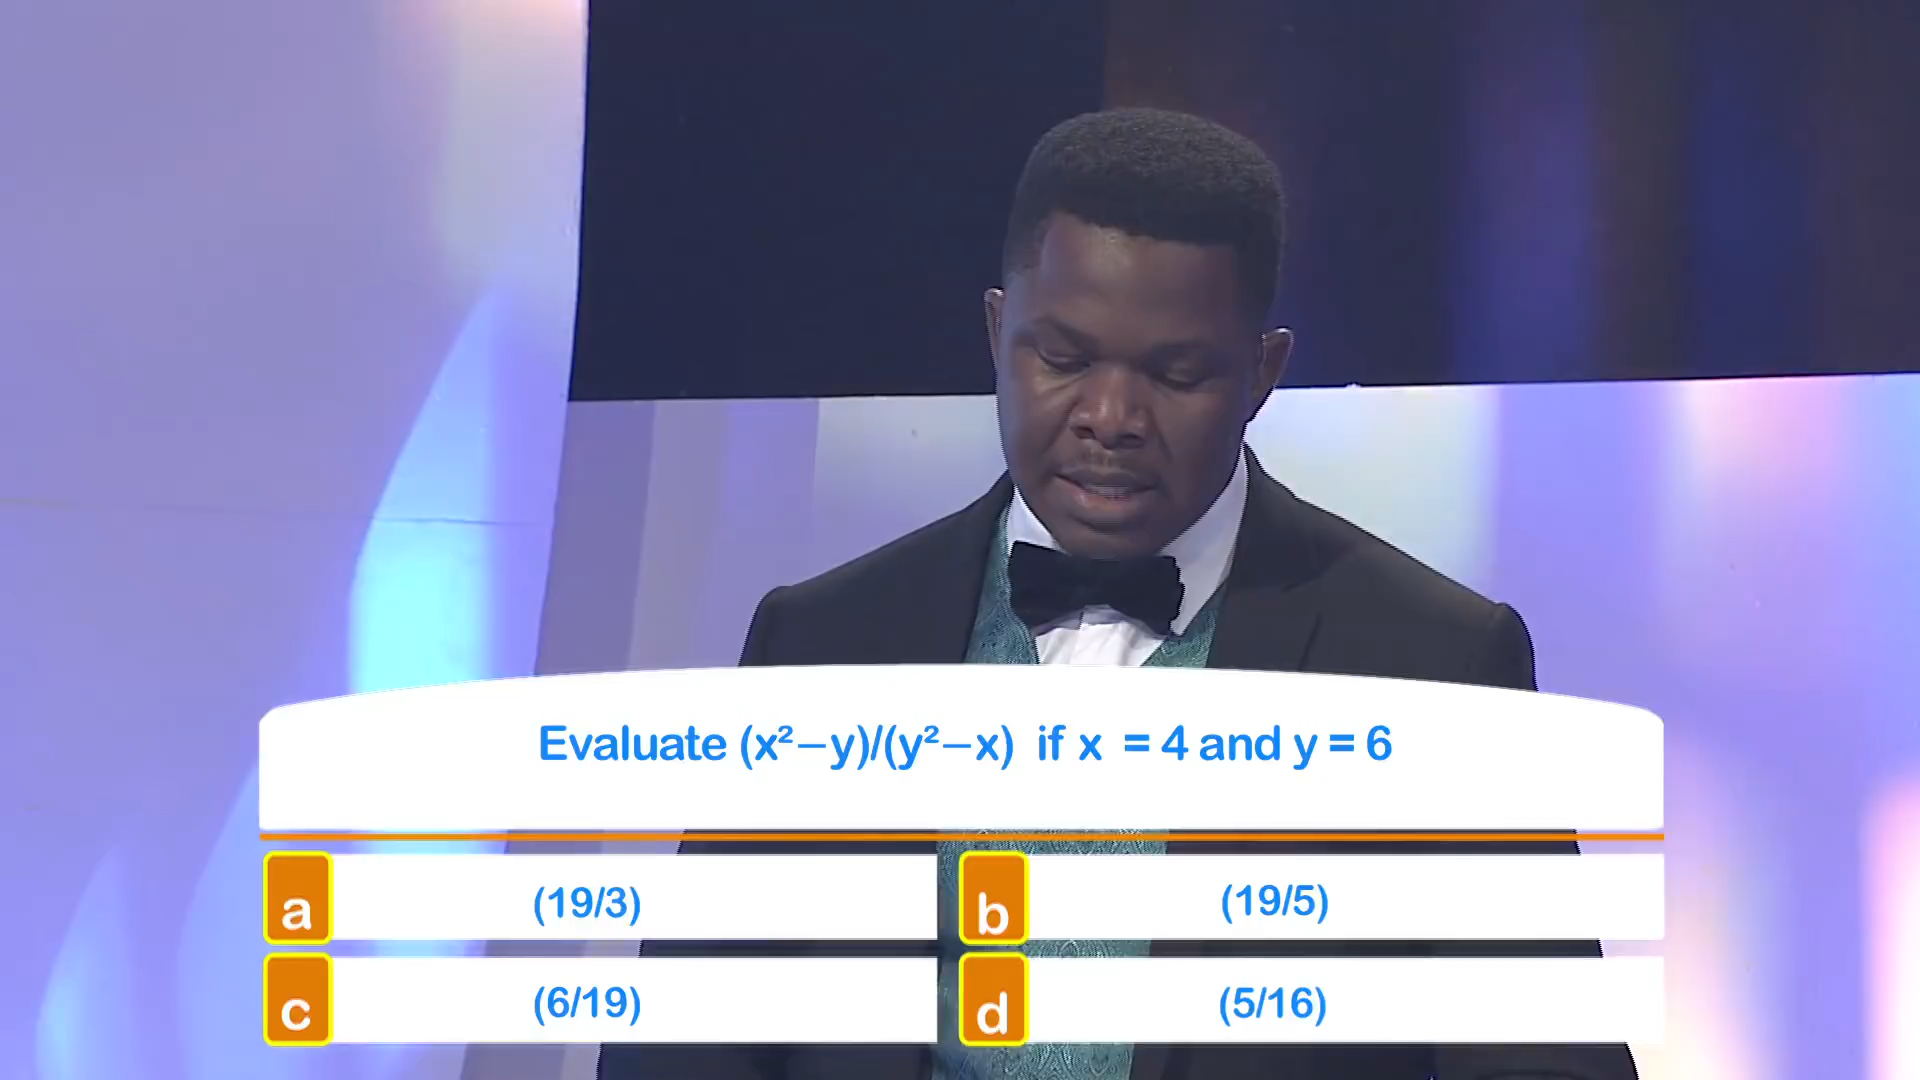 Evaluate (x²–y)/(y²–x) if x = 4 and y = 6
a (19/3)
b (19/5)
c (6/19)
d (5/16)